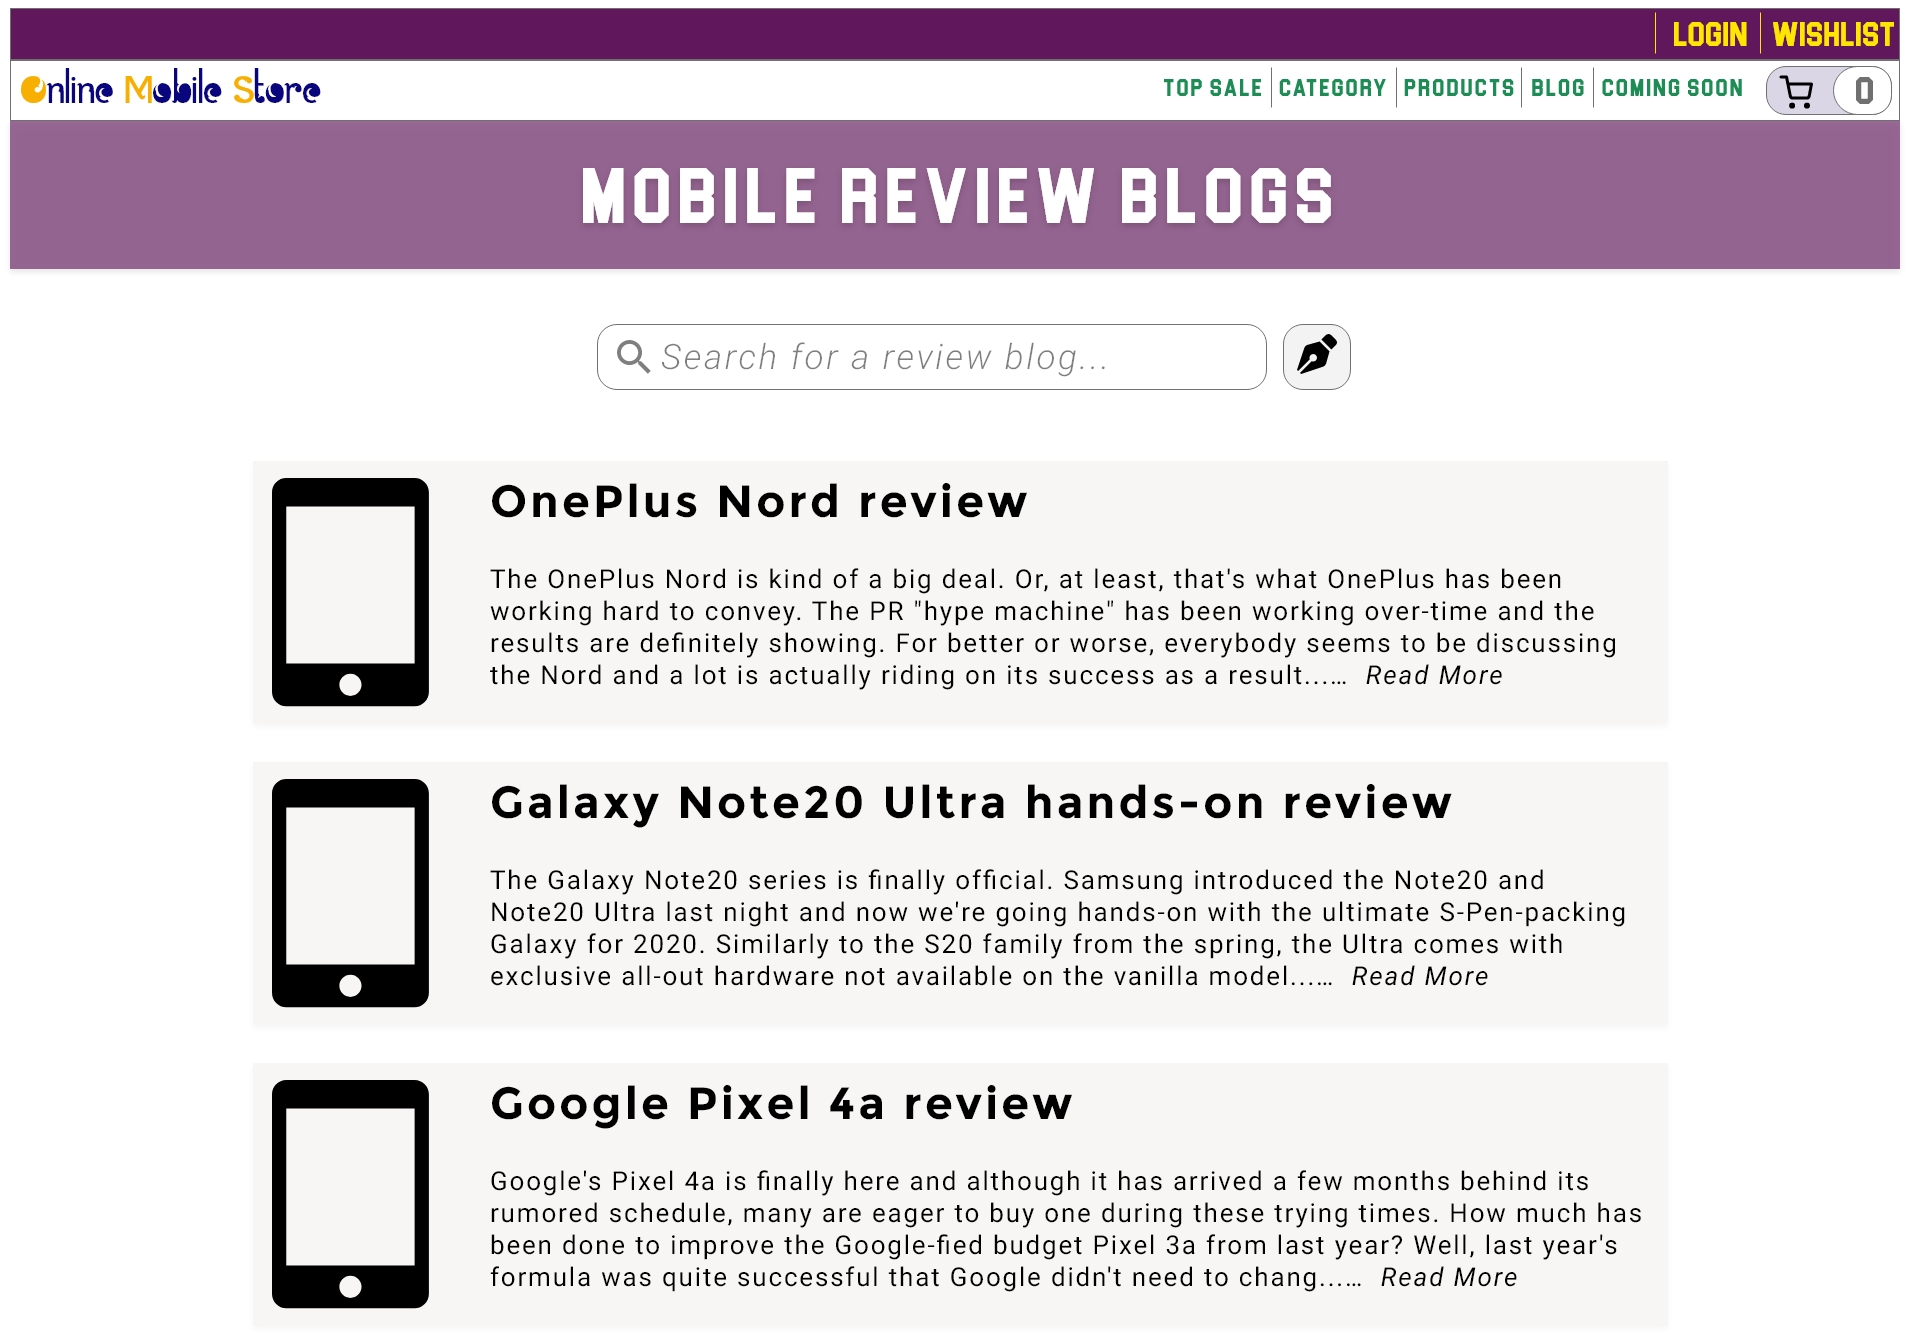 LOGIN WISHLIST
Online Mobile Store TOP SALE CATEGORY PRODUCTS BLOG COMING SOON 0
MOBILE REVIEW BLOGS
Search for a review blog...
OnePlus Nord review
The OnePlus Nord is kind of a big deal. Or, at least, that's what OnePlus has been
working hard to convey. The PR "hype machine" has been working over-time and the
results are definitely showing. For better or worse, everybody seems to be discussing
the Nord and a lot is actually riding on its success as a result...… Read More
Galaxy Note20 Ultra hands-on review
The Galaxy Note20 series is finally official. Samsung introduced the Note20 and
Note20 Ultra last night and now we're going hands-on with the ultimate S-Pen-packing
Galaxy for 2020. Similarly to the S20 family from the spring, the Ultra comes with
exclusive all-out hardware not available on the vanilla model...… Read More
Google Pixel 4a review
Google's Pixel 4a is finally here and although it has arrived a few months behind its
rumored schedule, many are eager to buy one during these trying times. How much has
been done to improve the Google-fied budget Pixel 3a from last year? Well, last year's
formula was quite successful that Google didn't need to chang...… Read More